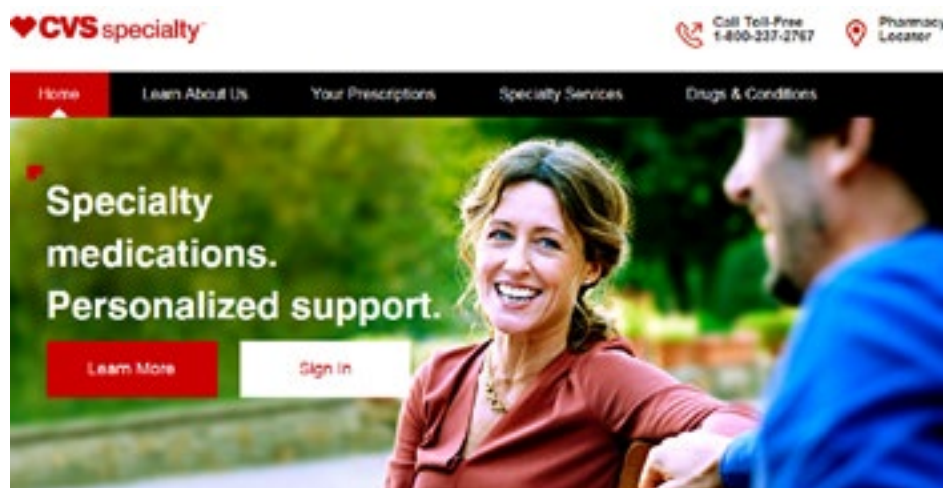 CVS specialty
Call Toll-Free
1-800-237-2767
Pharmacy
Locator
Home
Learn About Us
Your Prescriptions
Specialty Services
Drugs & Conditions
Specialty
medications.
Personalized support.
Learn More
Sign In